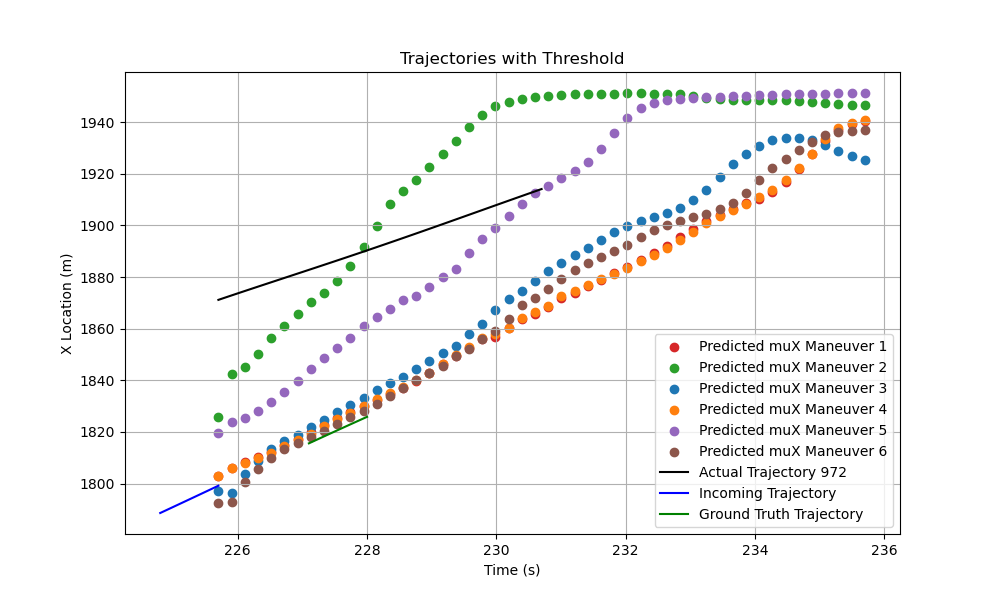 Trajectories with Threshold
X Location (m)
1940
1920
1900
1880
1860
1840
1820
1800
Predicted muX Maneuver 1
Predicted muX Maneuver 2
Predicted muX Maneuver 3
Predicted muX Maneuver 4
Predicted muX Maneuver 5
Predicted muX Maneuver 6
Actual Trajectory 972
Incoming Trajectory
Ground Truth Trajectory
226 228 230 232 234 236
Time (s)